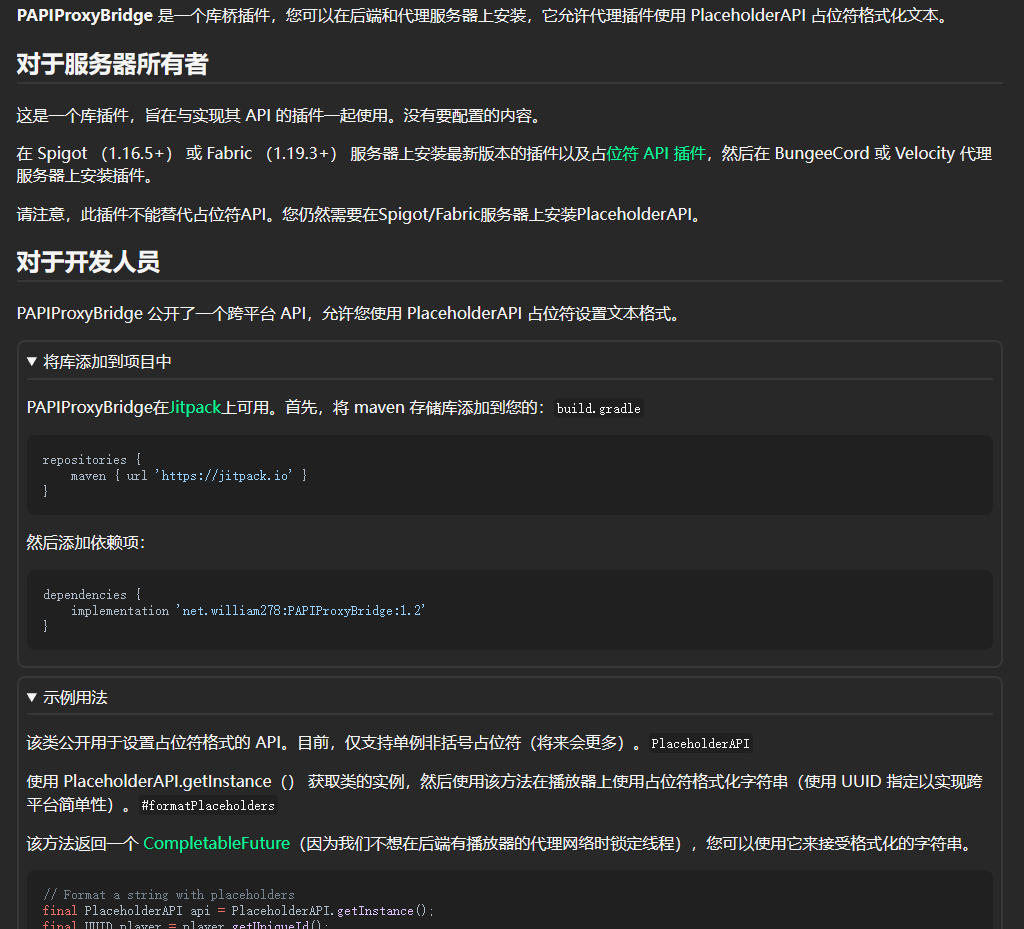 PAPIProxyBridge 是一个库桥插件，您可以在后端和代理服务器上安装，它允许代理插件使用 PlaceholderAPI 占位符格式化文本。
对于服务器所有者
这是一个库插件，旨在与实现其 API 的插件一起使用。没有要配置的内容。
在 Spigot （1.16.5+） 或 Fabric （1.19.3+） 服务器上安装最新版本的插件以及占位符 API 插件，然后在 BungeeCord 或 Velocity 代理
服务器上安装插件。
请注意，此插件不能替代占位符API。您仍然需要在Spigot/Fabric服务器上安装PlaceholderAPI。
对于开发人员
PAPIProxyBridge 公开了一个跨平台 API，允许您使用 PlaceholderAPI 占位符设置文本格式。
▼ 将库添加到项目中
PAPIProxyBridge在Jitpack上可用。首先，将 maven 存储库添加到您的： build.gradle
repositories {
    maven { url 'https://jitpack.io' }
}
然后添加依赖项：
dependencies {
    implementation 'net.william278:PAPIProxyBridge:1.2'
}
▼ 示例用法
该类公开用于设置占位符格式的 API。目前，仅支持单例非括号占位符（将来会更多）。 PlaceholderAPI
使用 PlaceholderAPI.getInstance（） 获取类的实例，然后使用该方法在播放器上使用占位符格式化字符串（使用 UUID 指定以实现跨
平台简单性）。 #formatPlaceholders
该方法返回一个 CompletableFuture（因为我们不想在后端有播放器的代理网络时锁定线程），您可以使用它来接受格式化的字符串。
// Format a string with placeholders
final PlaceholderAPI api = PlaceholderAPI.getInstance();
final UUID player = player.getUniqueId();